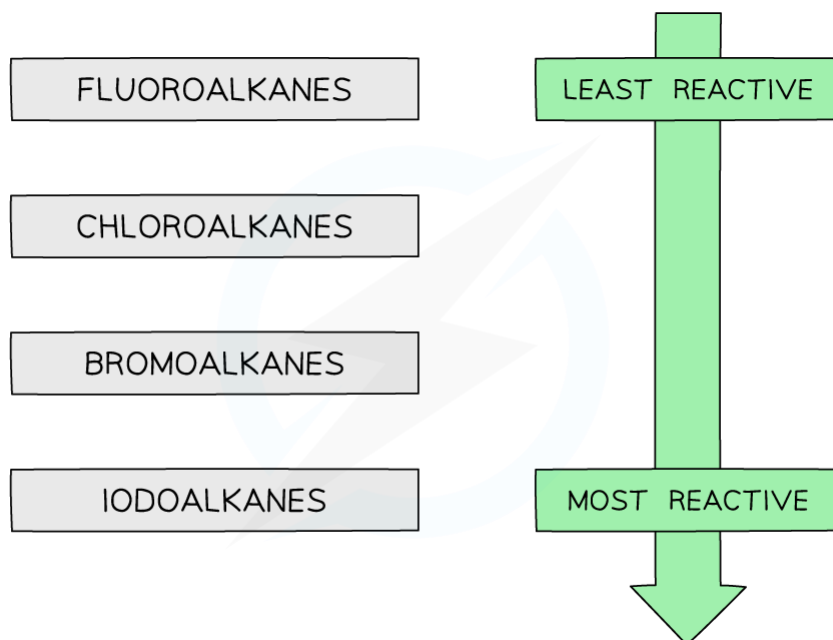 FLUOROALKANES
LEAST REACTIVE
CHLOROALKANES
BROMOALKANES
IODOALKANES
MOST REACTIVE